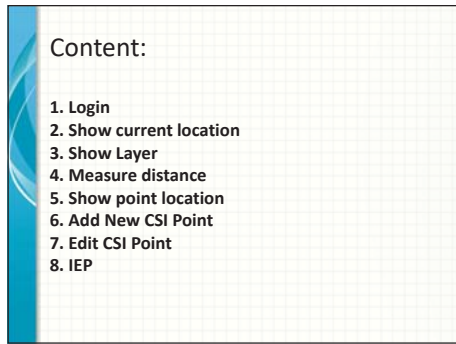 Content:
1. Login
2. Show current location
3. Show Layer
4. Measure distance
5. Show point location
6. Add New CSI Point
7. Edit CSI Point
8. IEP